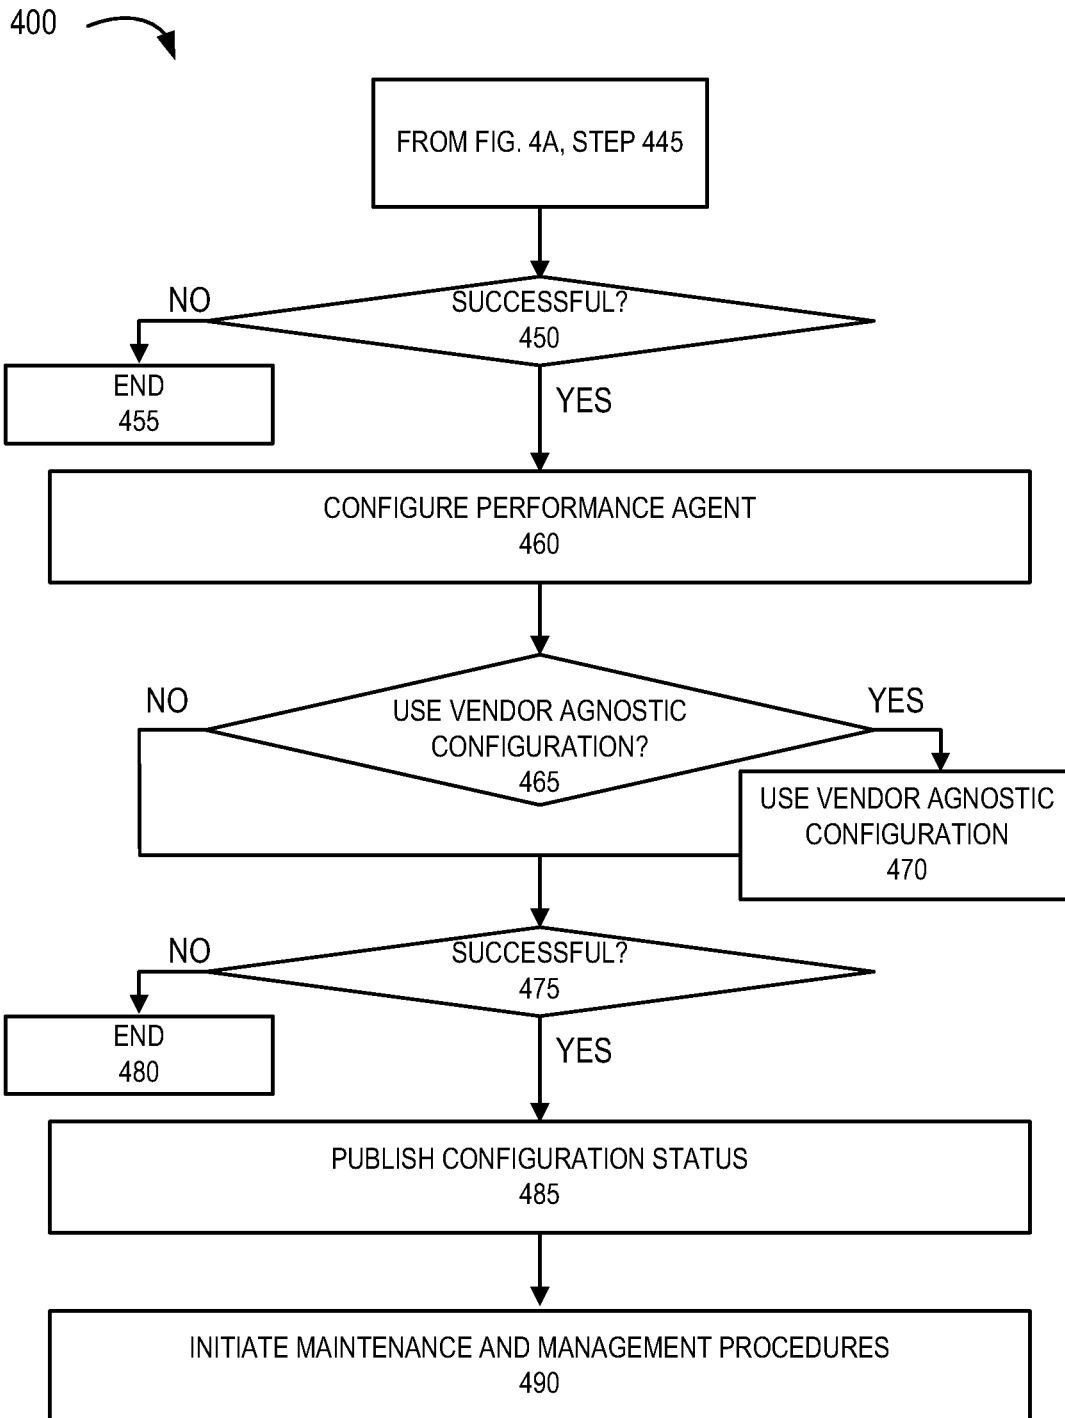 400
FROM FIG. 4A, STEP 445
SUCCESSFUL?
450
NO
YES
END
455
CONFIGURE PERFORMANCE AGENT
460
USE VENDOR AGNOSTIC
CONFIGURATION?
465
NO
YES
USE VENDOR AGNOSTIC
CONFIGURATION
470
SUCCESSFUL?
475
NO
YES
END
480
PUBLISH CONFIGURATION STATUS
485
INITIATE MAINTENANCE AND MANAGEMENT PROCEDURES
490